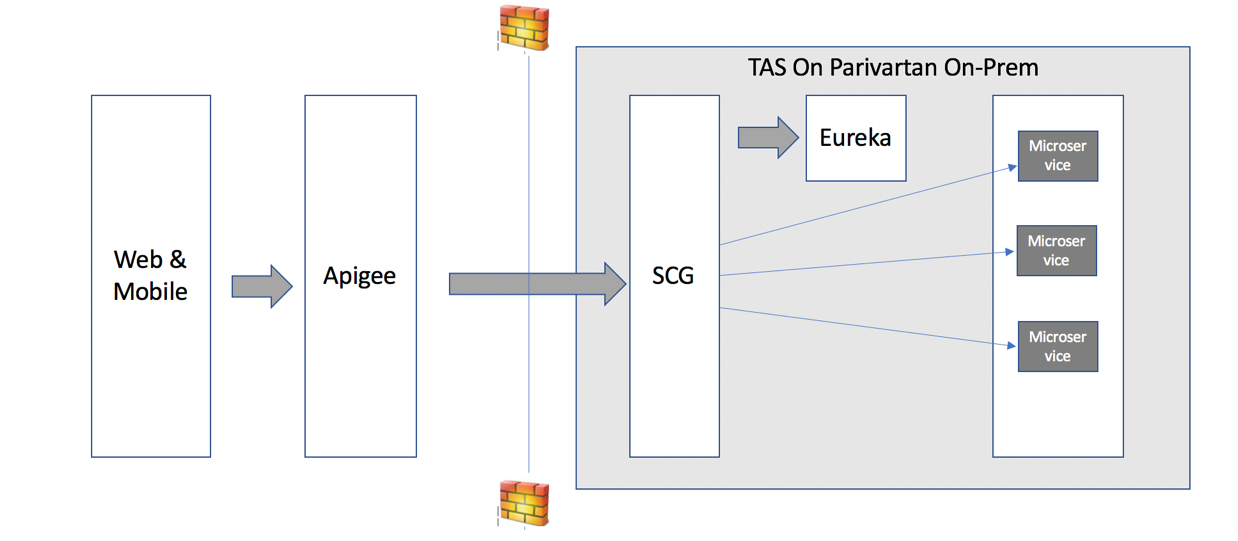 TAS On Parivartan On-Prem
Web &
Mobile
Apigee
SCG
Eureka
Microser
vice
Microser
vice
Microser
vice